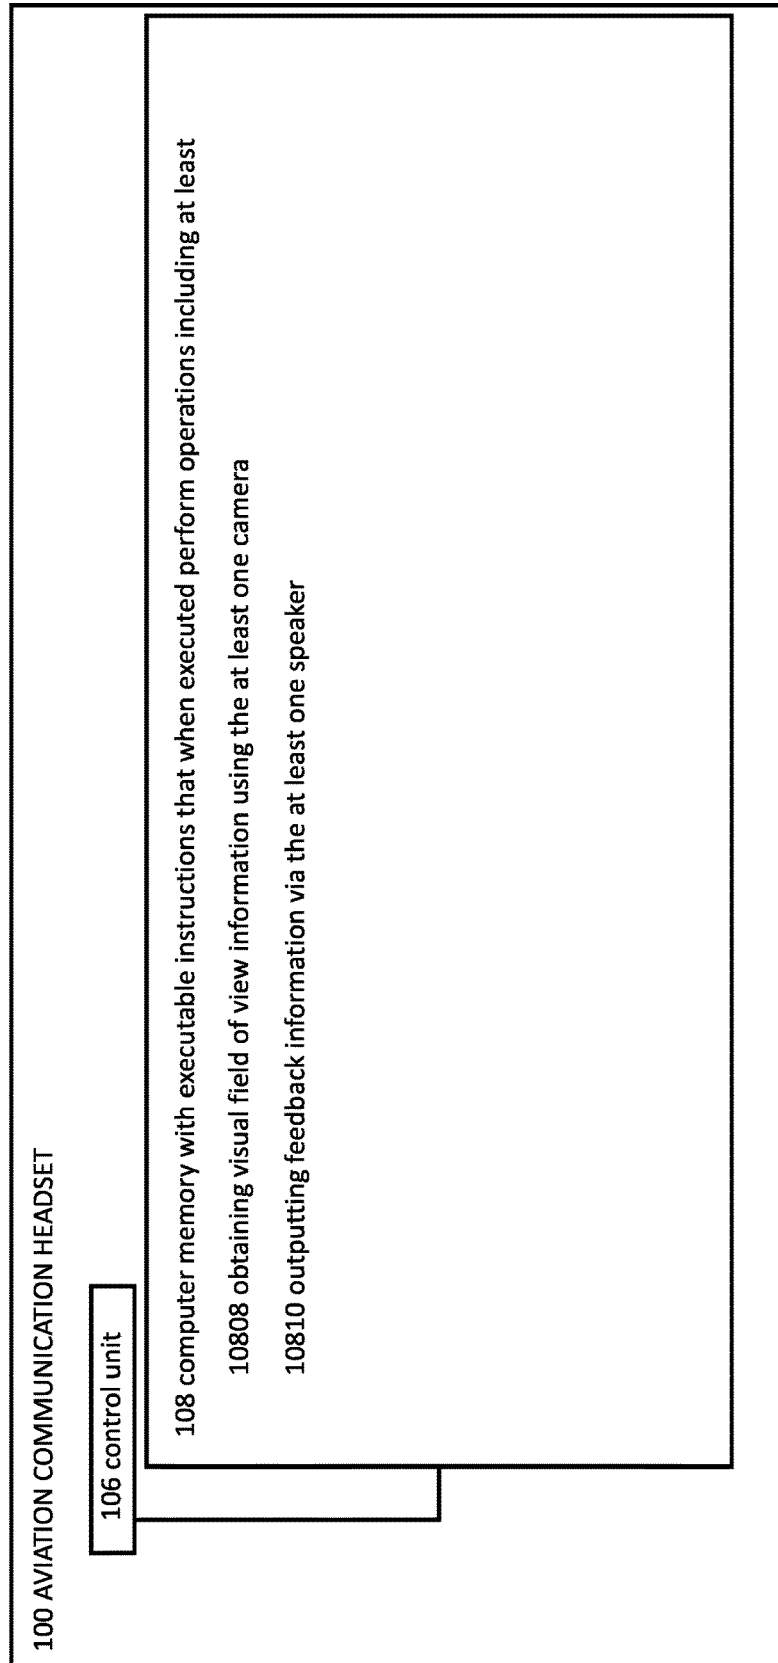 100 AVIATION COMMUNICATION HEADSET
106 control unit
108 computer memory with executable instructions that when executed perform operations including at least
10808 obtaining visual field of view information using the at least one camera
10810 outputting feedback information via the at least one speaker